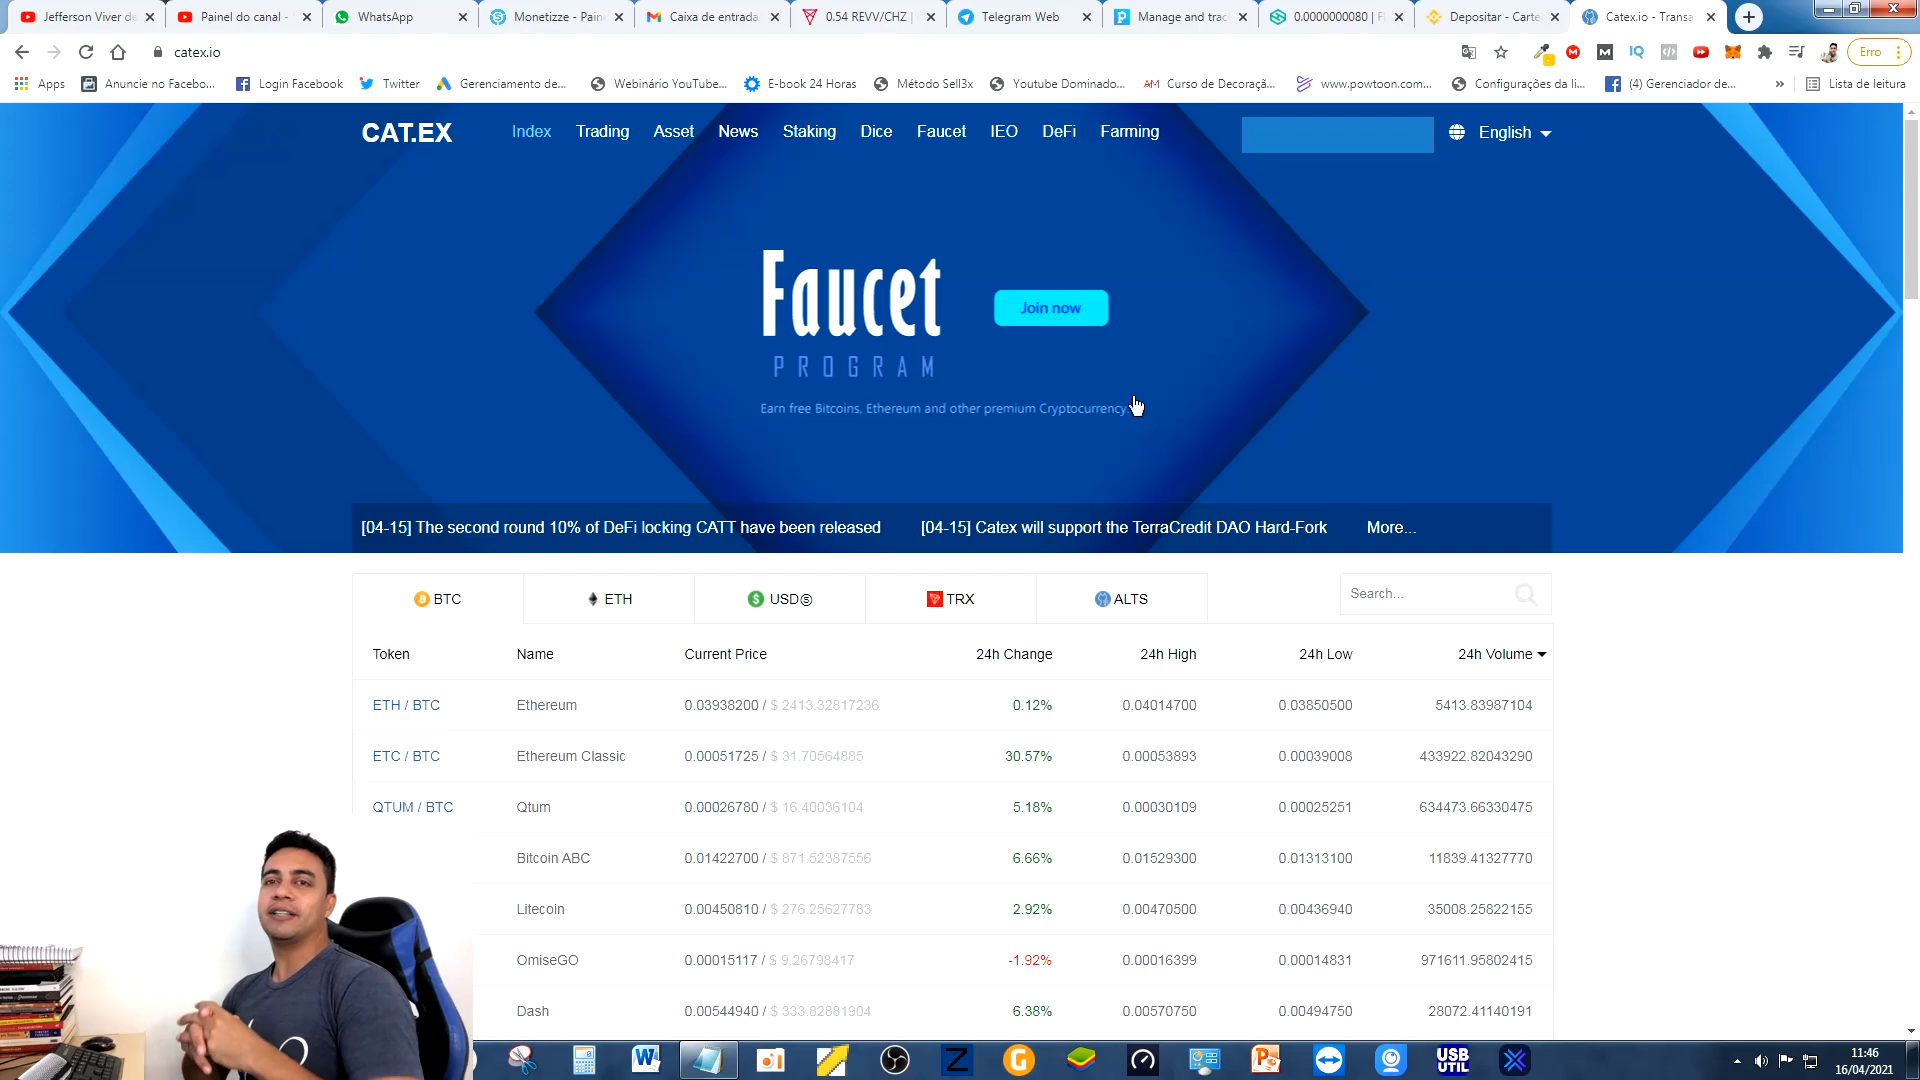 Jefferson Viver de
Painel do canal -
WhatsApp
Monetizze - Pain
Caixa de entrada
0.54 REVV/CHZ |
Telegram Web
Manage and trac
0.0000000080 | F
Depositar - Carte
Catex.io - Transa
catex.io
Erro
Apps
Anuncie no Facebo...
Login Facebook
Twitter
Gerenciamento de...
Webinário YouTube...
E-book 24 Horas
Método Sell3x
Youtube Dominado...
AM Curso de Decoraçã...
www.powtoon.com...
Configurações da li...
(4) Gerenciador de...
»
Lista de leitura
CAT.EX
Index
Trading
Asset
News
Staking
Dice
Faucet
IEO
DeFi
Farming
English
Faucet
PROGRAM
Join now
Earn free Bitcoins, Ethereum and other premium Cryptocurrency
[04-15] The second round 10% of DeFi locking CATT have been released
[04-15] Catex will support the TerraCredit DAO Hard-Fork
More...
BTC
ETH
USDⓈ
TRX
ALTS
Search...
Token Name Current Price 24h Change 24h High 24h Low 24h Volume
ETH / BTC Ethereum 0.03938200 / $ 2413.32817236 0.12% 0.04014700 0.03850500 5413.83987104
ETC / BTC Ethereum Classic 0.00051725 / $ 31.70564885 30.57% 0.00053893 0.00039008 433922.82043290
QTUM / BTC Qtum 0.00026780 / $ 16.40036104 5.18% 0.00030109 0.00025251 634473.66330475
Bitcoin ABC 0.01422700 / $ 871.52387556 6.66% 0.01529300 0.01313100 11839.41327770
Litecoin 0.00450810 / $ 276.25627783 2.92% 0.00470500 0.00436940 35008.25822155
OmiseGO 0.00015117 / $ 9.26798417 -1.92% 0.00016399 0.00014831 971611.95802415
Dash 0.00544940 / $ 333.82881904 6.38% 0.00570750 0.00494750 28072.41140191
USB
UTIL
11:46
16/04/2021